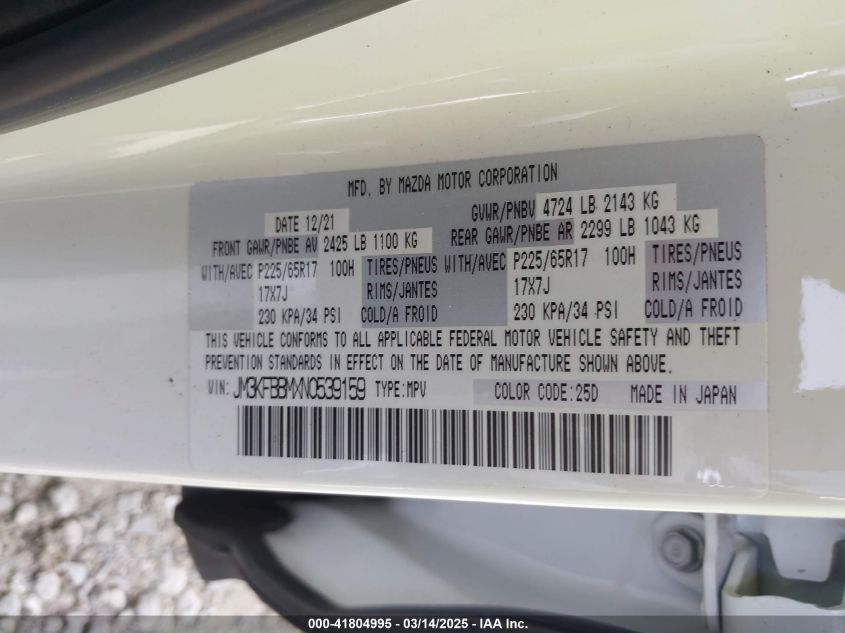 MFD. BY MAZDA MOTOR CORPORATION
DATE 12/21 GVWR/PNBV 4724 LB 2143 KG
FRONT GAWR/PNBE AV 2425 LB 1100 KG REAR GAWR/PNBE AR 2299 LB 1043 KG
WITH/AVEC P225/65R17 100H TIRES/PNEUS WITH/AVEC P225/65R17 100H TIRES/PNEUS
17X7J RIMS/JANTES 17X7J RIMS/JANTES
230 KPA/34 PSI COLD/A FROID 230 KPA/34 PSI COLD/A FROID
THIS VEHICLE CONFORMS TO ALL APPLICABLE FEDERAL MOTOR VEHICLE SAFETY AND THEFT
PREVENTION STANDARDS IN EFFECT ON THE DATE OF MANUFACTURE SHOWN ABOVE.
VIN: JM3KFBBMXN0539159 TYPE:MPV COLOR CODE:25D MADE IN JAPAN
000-41804995 - 03/14/2025 - IAA Inc.